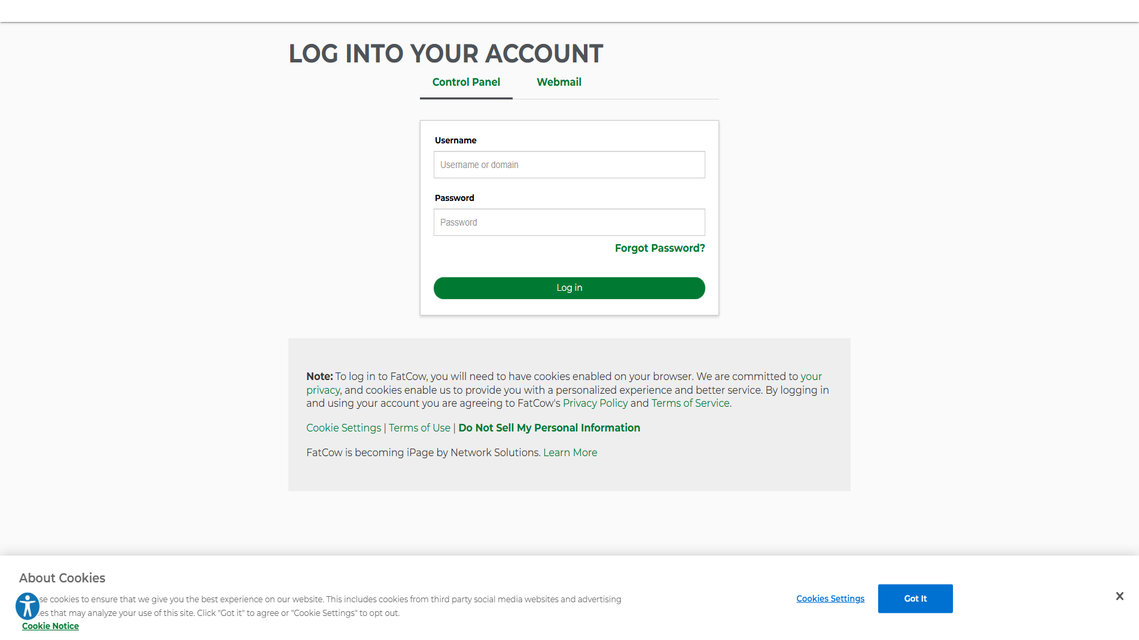 LOG INTO YOUR ACCOUNT
Control Panel Webmail
Username
Username or domain
Password
Password
Forgot Password?
Log in
Note: To log in to FatCow, you will need to have cookies enabled on your browser. We are committed to your
privacy, and cookies enable us to provide you with a personalized experience and better service. By logging in
and using your account you are agreeing to FatCow's Privacy Policy and Terms of Service.
Cookie Settings | Terms of Use | Do Not Sell My Personal Information
FatCow is becoming iPage by Network Solutions. Learn More
About Cookies
cookies to ensure that we give you the best experience on our website. This includes cookies from third party social media websites and advertising
that may analyze your use of this site. Click "Got it" to agree or "Cookie Settings" to opt out.
Cookie Notice
Cookies Settings
Got It